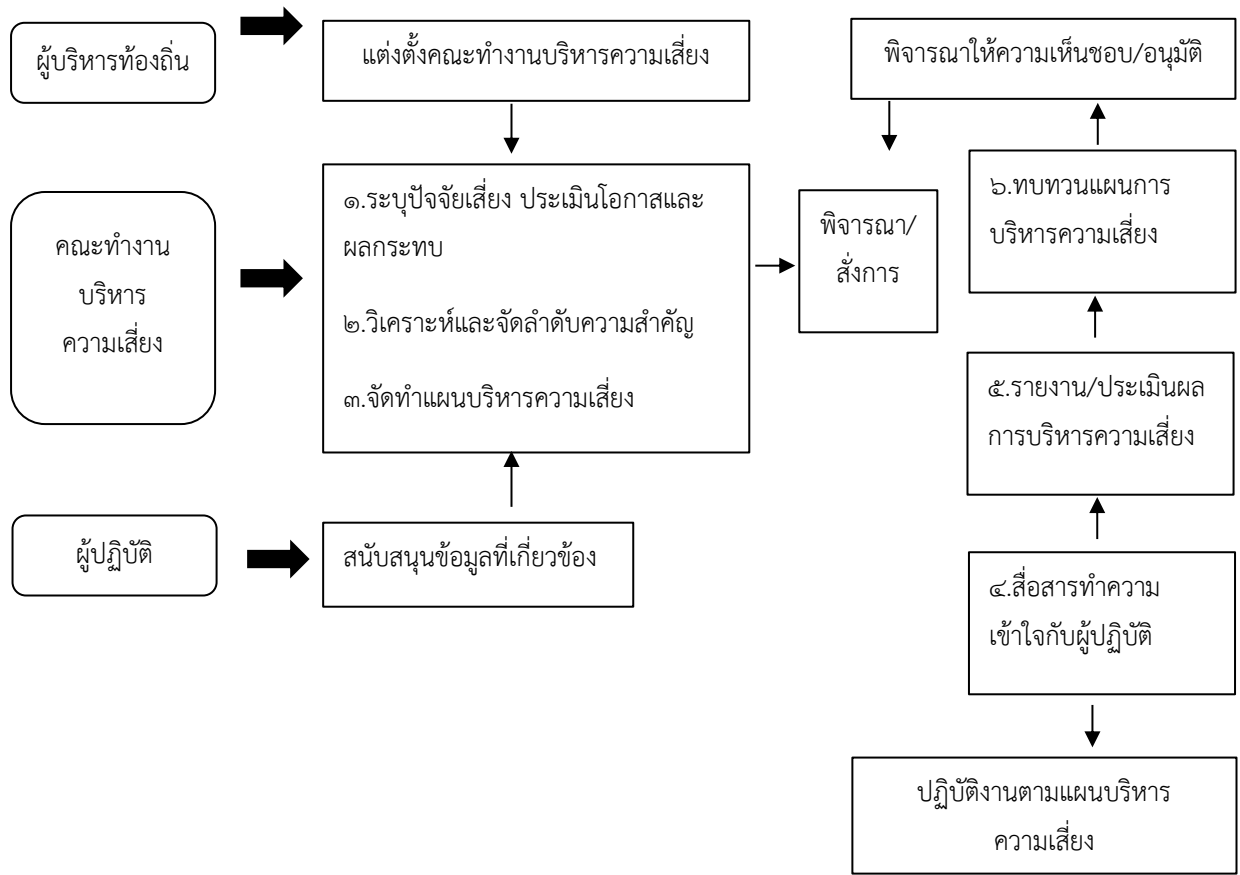 ผู้บริหารท้องถิ่น
แต่งตั้งคณะทำงานบริหารความเสี่ยง
พิจารณาให้ความเห็นชอบ/อนุมัติ
คณะทำงาน
บริหาร
ความเสี่ยง
๑.ระบุปัจจัยเสี่ยง ประเมินโอกาสและ
ผลกระทบ
๒.วิเคราะห์และจัดลำดับความสำคัญ
๓.จัดทำแผนบริหารความเสี่ยง
พิจารณา/
สั่งการ
๖.ทบทวนแผนการ
บริหารความเสี่ยง
๕.รายงาน/ประเมินผล
การบริหารความเสี่ยง
ผู้ปฏิบัติ
สนับสนุนข้อมูลที่เกี่ยวข้อง
๔.สื่อสารทำความ
เข้าใจกับผู้ปฏิบัติ
ปฏิบัติงานตามแผนบริหาร
ความเสี่ยง